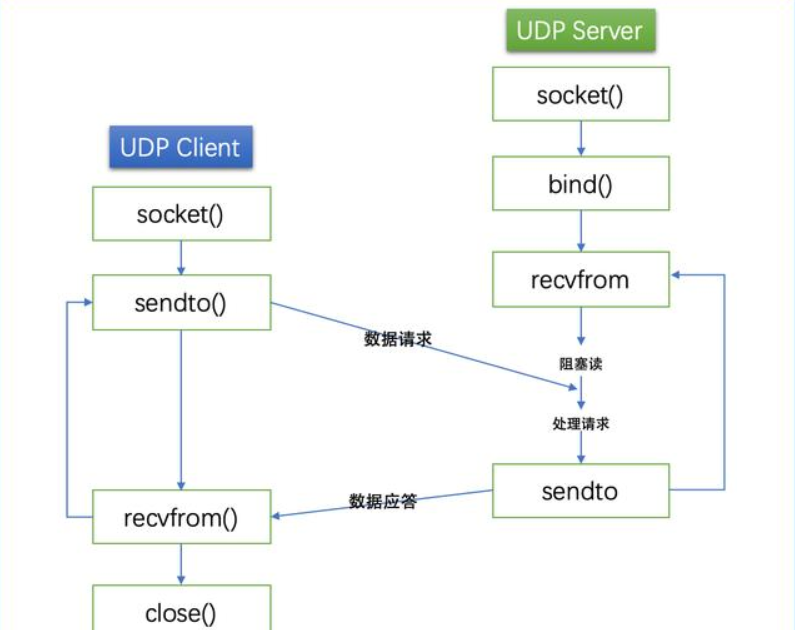 UDP Server
socket()
bind()
recvfrom
阻塞读
处理请求
sendto
UDP Client
socket()
sendto()
数据请求
数据应答
recvfrom()
close()